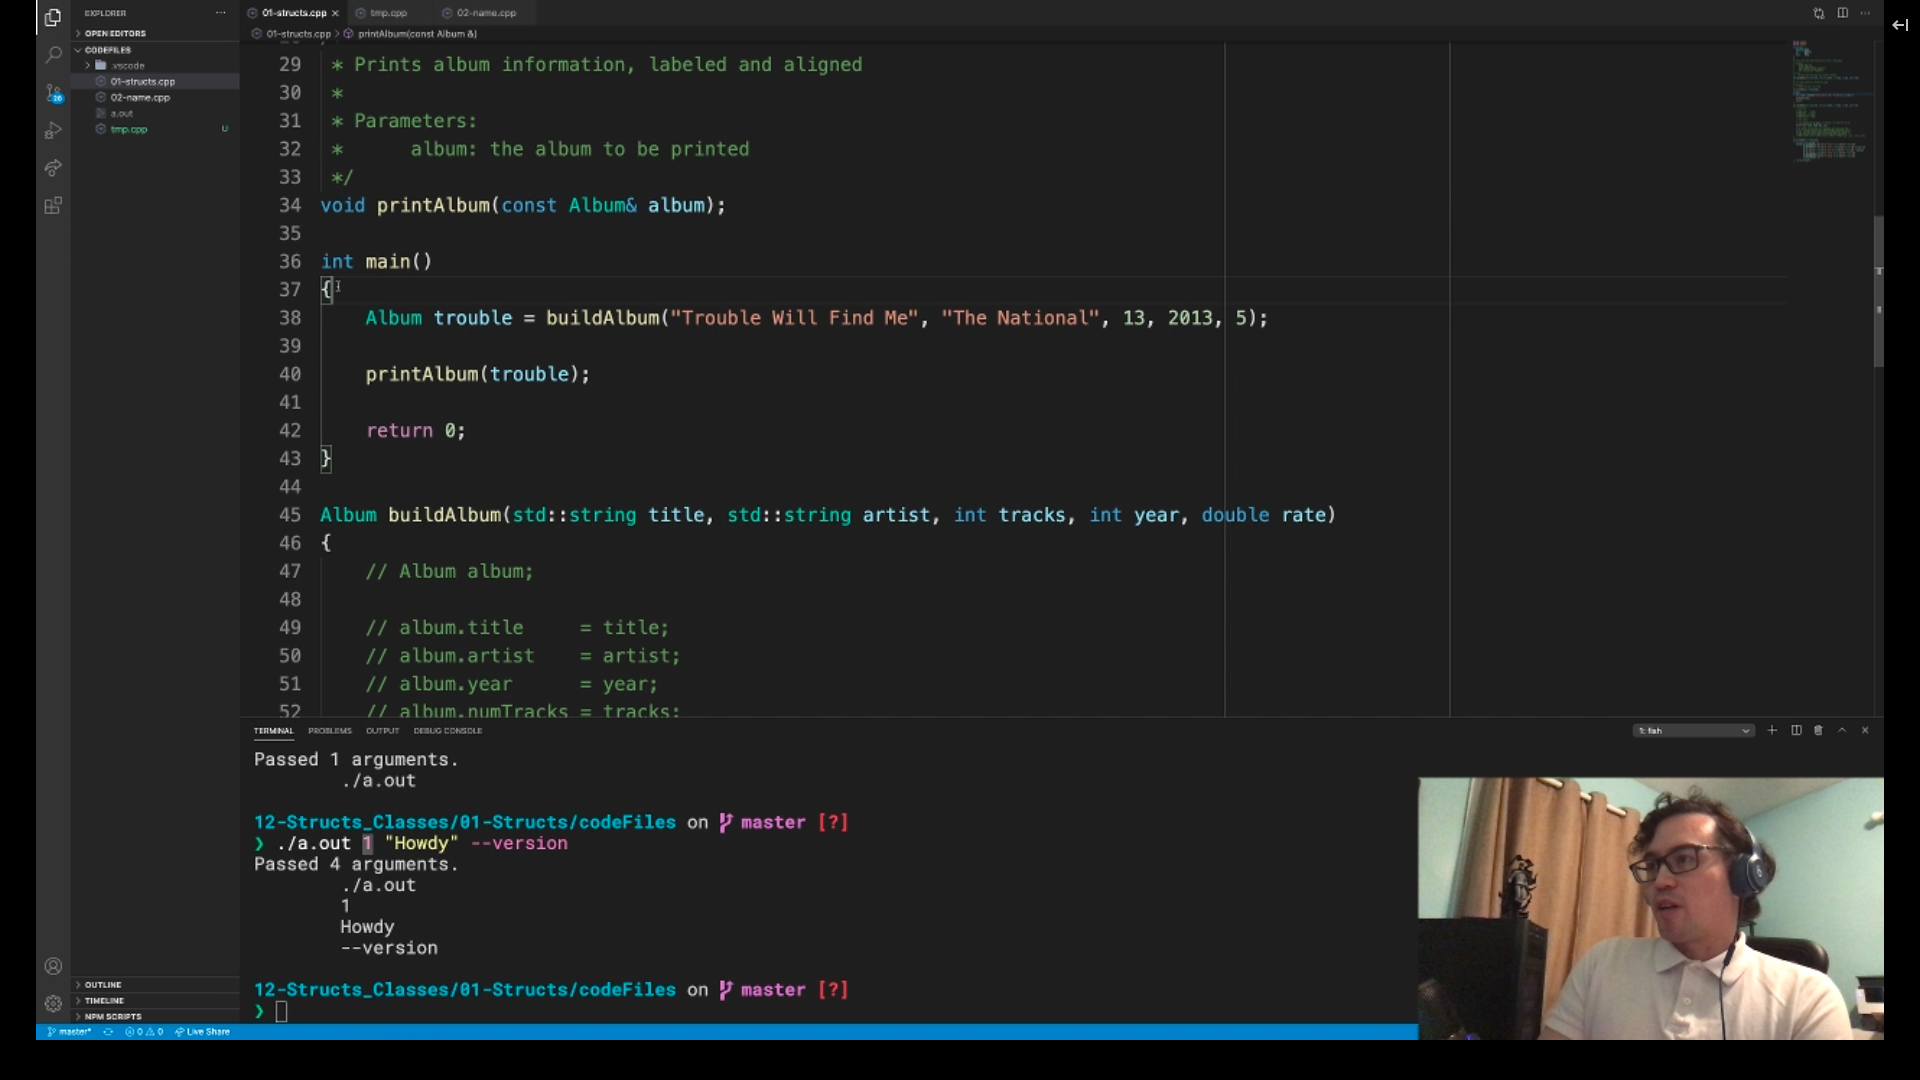 EXPLORER
OPEN EDITORS
CODEFILES
.vscode
01-structs.cpp
02-name.cpp
a.out
tmp.cpp U
OUTLINE
TIMELINE
NPM SCRIPTS
01-structs.cpp tmp.cpp 02-name.cpp
01-structs.cpp > printAlbum(const Album &)
29 * Prints album information, labeled and aligned
30 *
31 * Parameters:
32 *      album: the album to be printed
33 */
34 void printAlbum(const Album& album);
35
36 int main()
37 {
38     Album trouble = buildAlbum("Trouble Will Find Me", "The National", 13, 2013, 5);
39
40     printAlbum(trouble);
41
42     return 0;
43 }
44
45 Album buildAlbum(std::string title, std::string artist, int tracks, int year, double rate)
46 {
47     // Album album;
48
49     // album.title     = title;
50     // album.artist    = artist;
51     // album.year      = year;
52     // album.numTracks = tracks;
TERMINAL PROBLEMS OUTPUT DEBUG CONSOLE 1: fish
Passed 1 arguments.
./a.out
12-Structs_Classes/01-Structs/codeFiles on master [?]
❯ ./a.out 1 "Howdy" --version
Passed 4 arguments.
./a.out
1
Howdy
--version
12-Structs_Classes/01-Structs/codeFiles on master [?]
❯
master* 0 0 Live Share